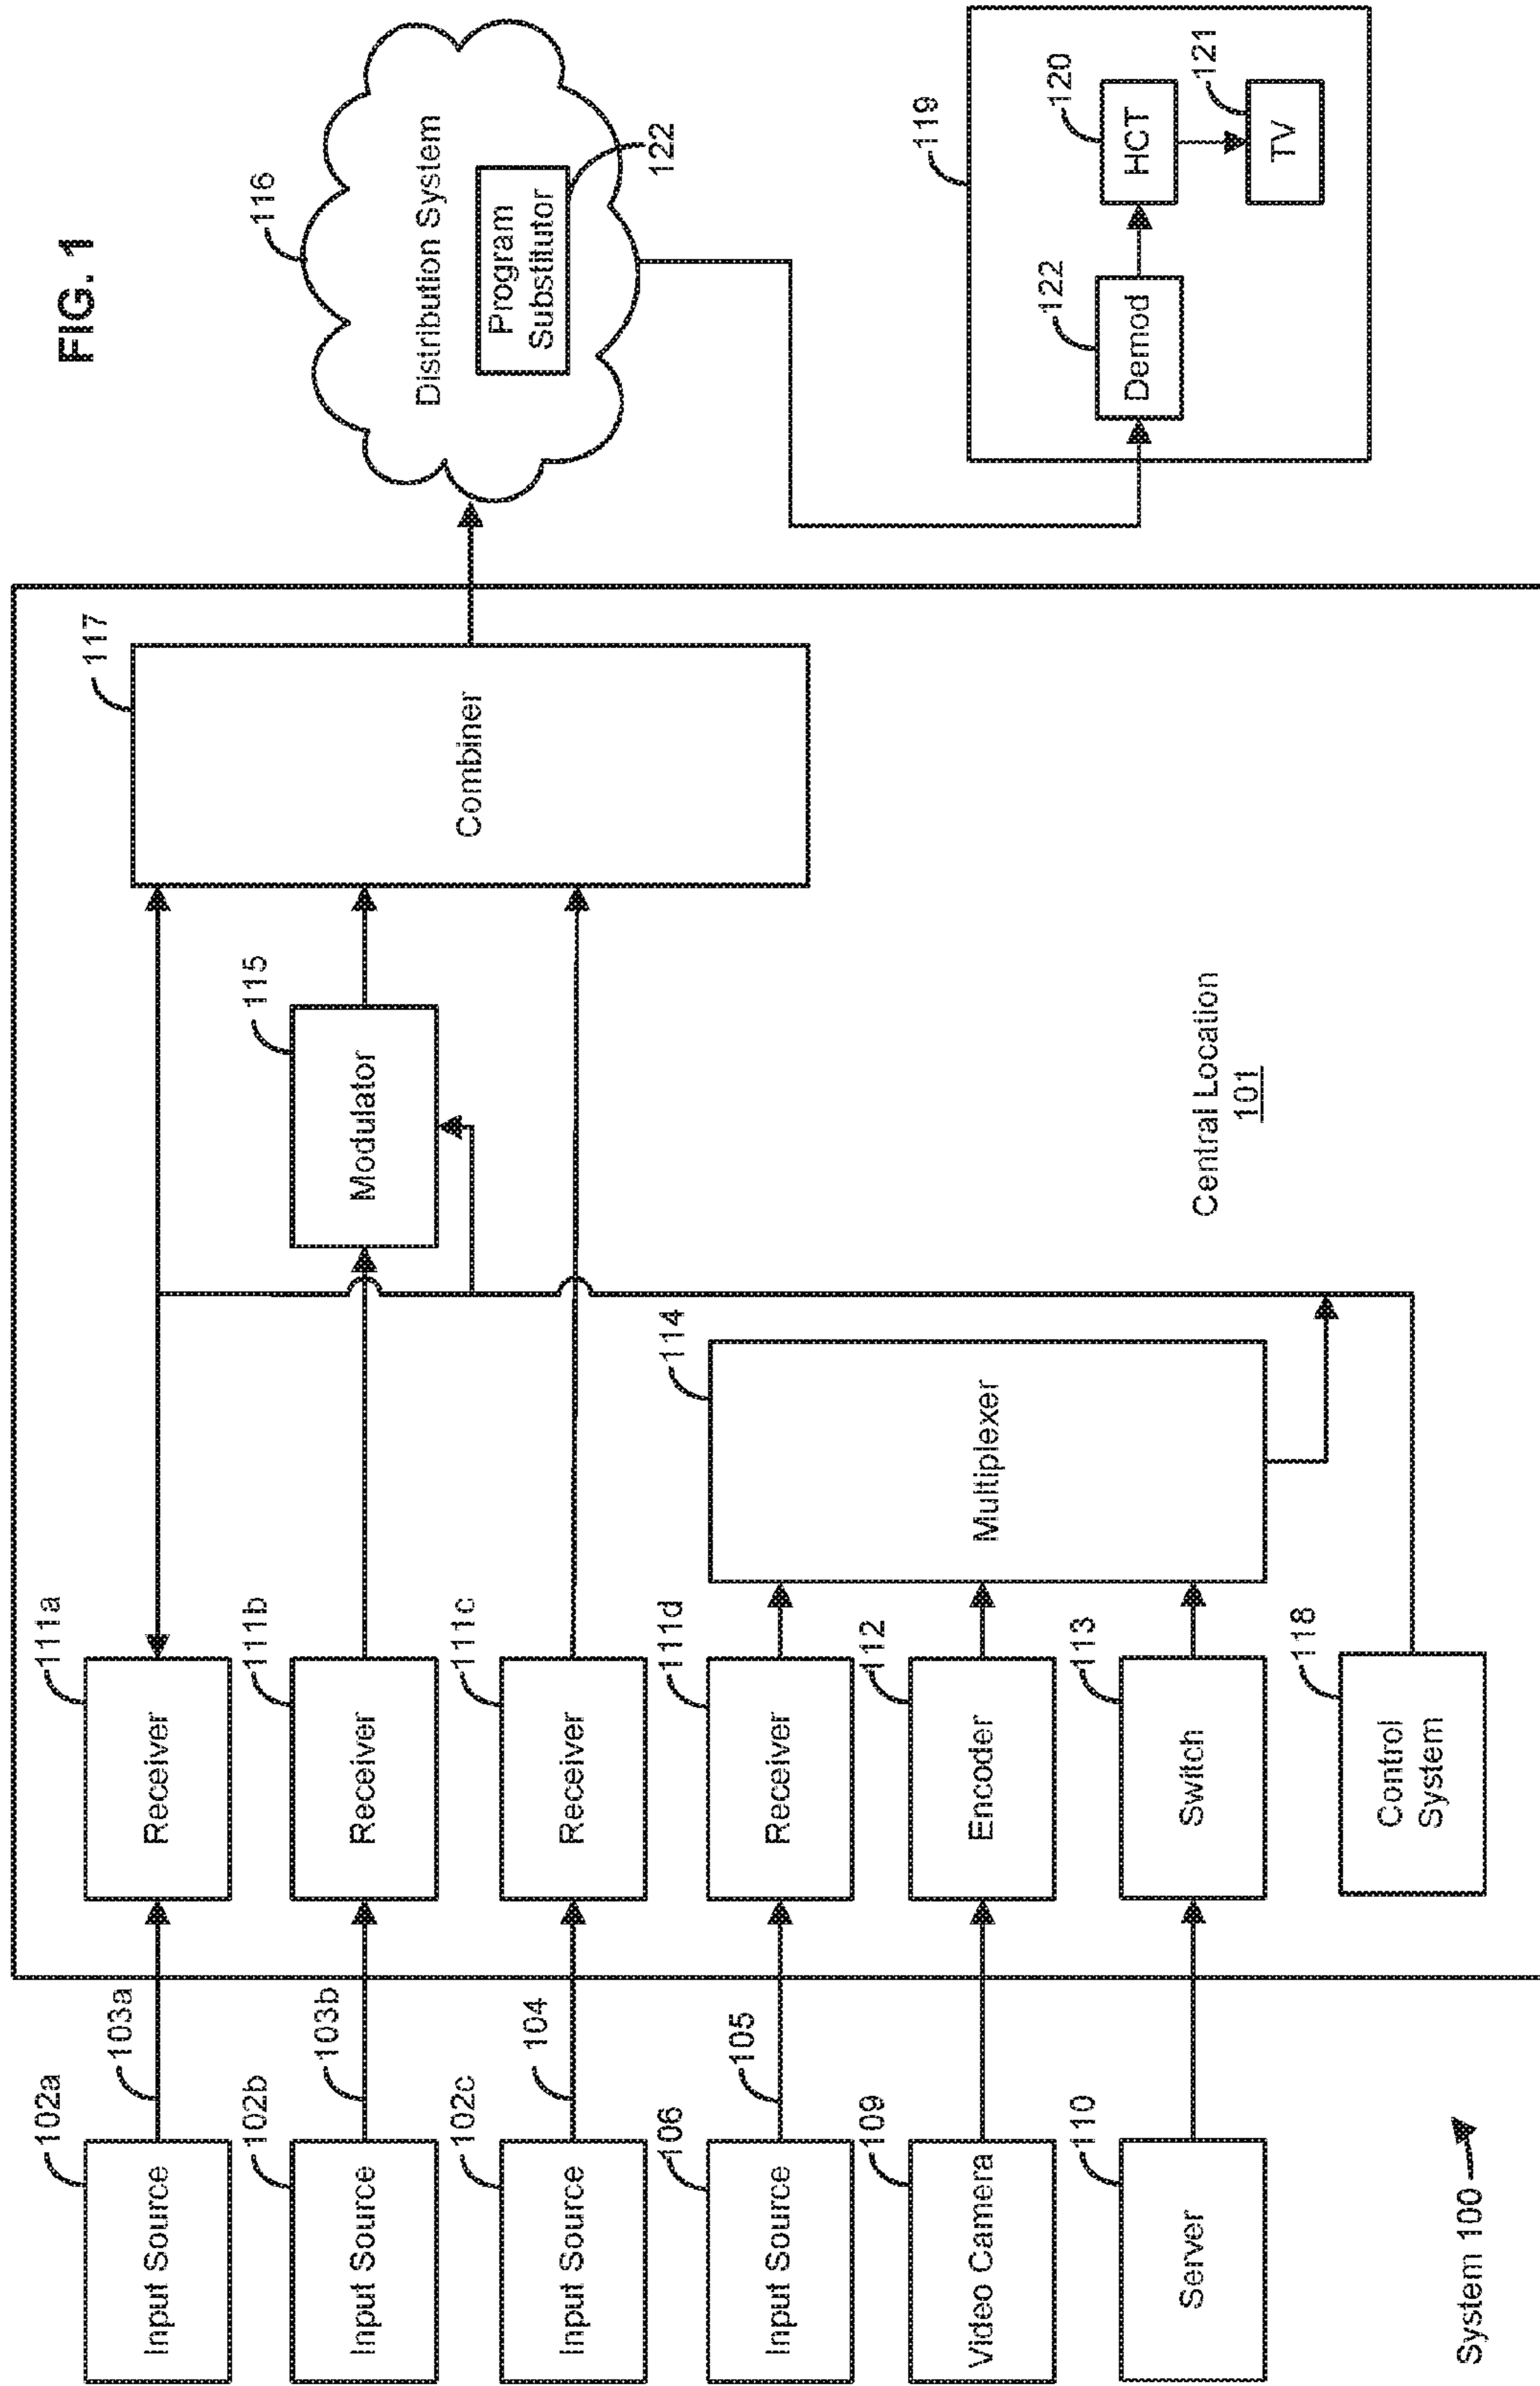 FIG. 1
102a
Input Source
103a
111a
Receiver
102b
Input Source
103b
111b
Receiver
115
Modulator
102c
Input Source
104
111c
Receiver
117
Combiner
116
Distribution System
Program
Substitutor
122
106
Input Source
105
111d
Receiver
114
Multiplexer
109
Video Camera
112
Encoder
110
Server
113
Switch
118
Control
System
Central Location
101
119
122
Demod
120
HCT
121
TV
System 100